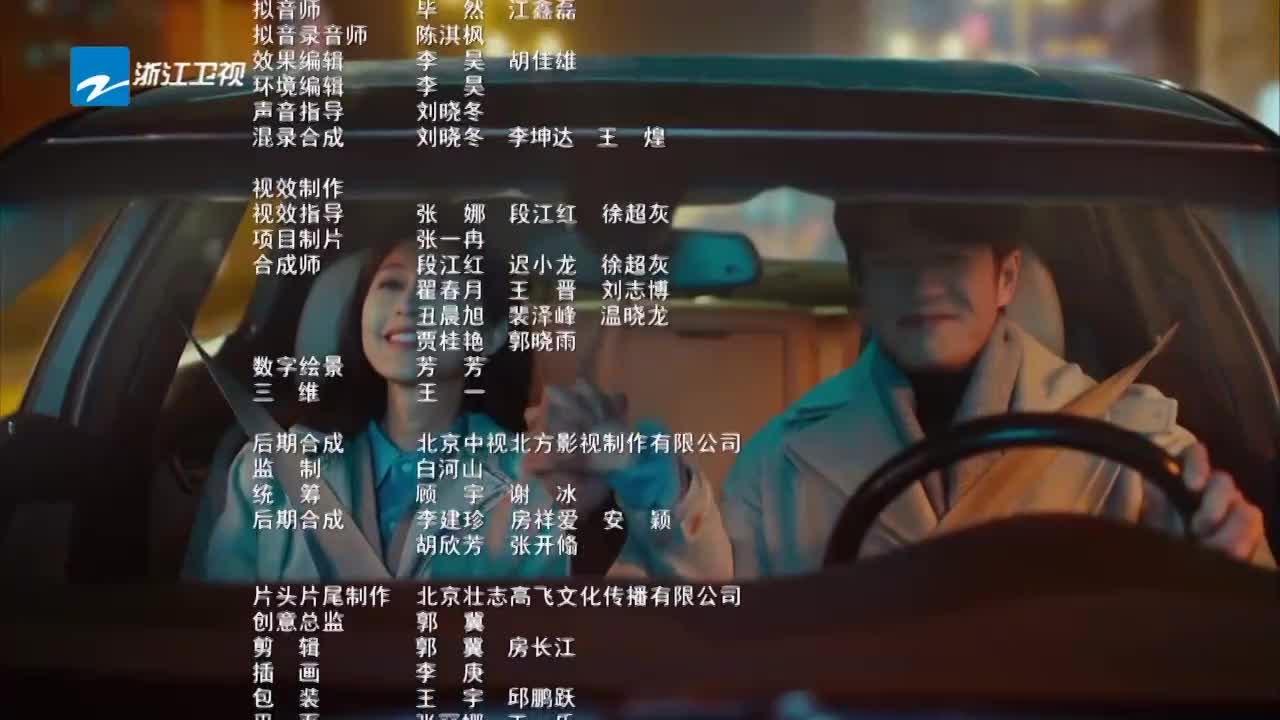 拟音师 毕 然 江鑫磊
拟音录音师 陈淇枫
效果编辑 李 昊 胡佳雄
浙江卫视
环境编辑 李 昊
声音指导 刘晓冬
混录合成 刘晓冬 李坤达 王 煌
视效制作
视效指导 张 娜 段江红 徐超灰
项目制片 张一冉
合成师 段江红 迟小龙 徐超灰
翟春月 王 晋 刘志博
丑晨旭 裴泽峰 温晓龙
贾桂艳 郭晓雨
数字绘景 芳 芳
三 维 王 一
后期合成 北京中视北方影视制作有限公司
监 制 白河山
统 筹 顾 宇 谢 冰
后期合成 李建珍 房祥爱 安 颖
胡欣芳 张开翛
片头片尾制作 北京壮志高飞文化传播有限公司
创意总监 郭 冀
剪 辑 郭 冀 房长江
插 画 李 庚
包 装 王 宇 邱鹏跃